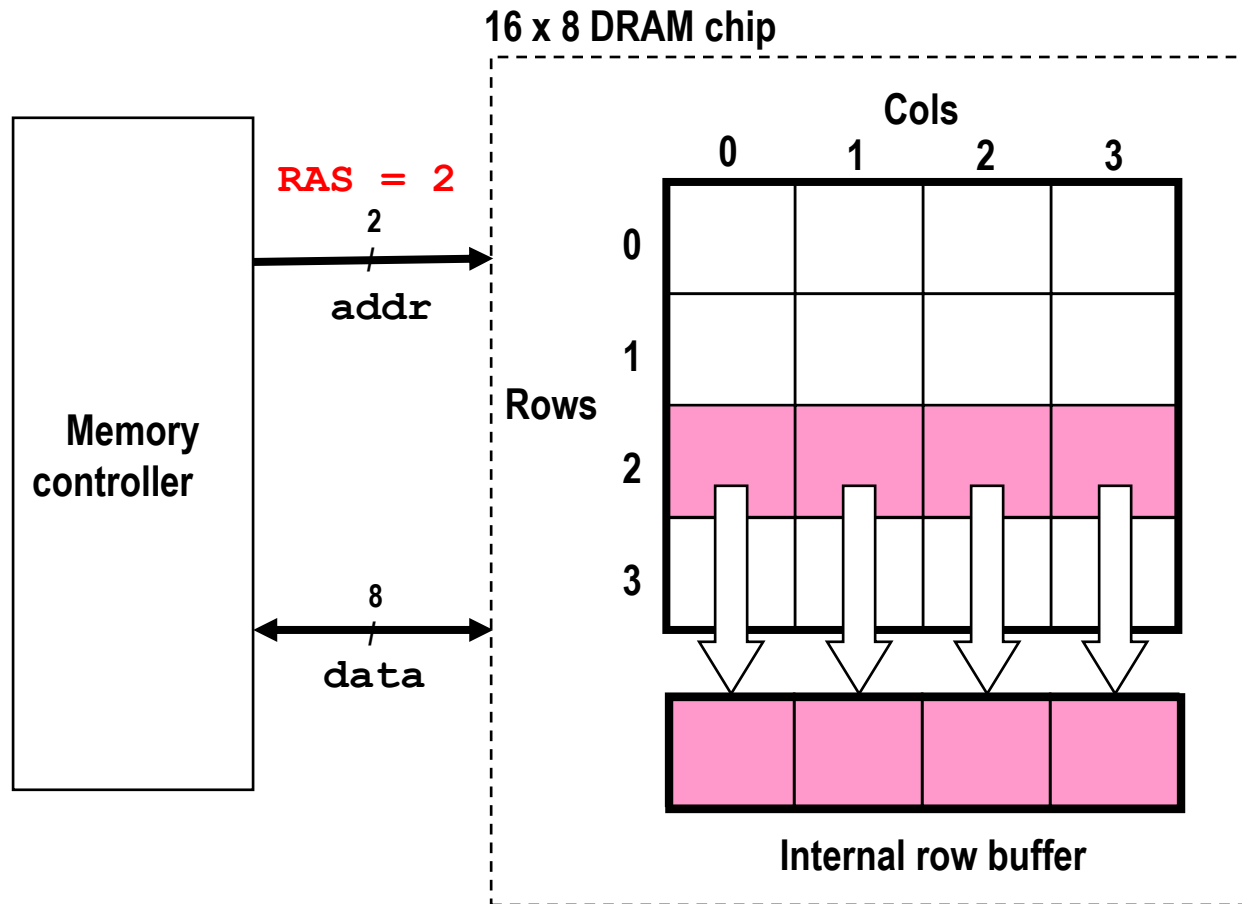 16 x 8 DRAM chip
Cols
0 1 2 3
RAS = 2
2
addr
0
1
Rows
2
3
Memory
controller
8
data
Internal row buffer